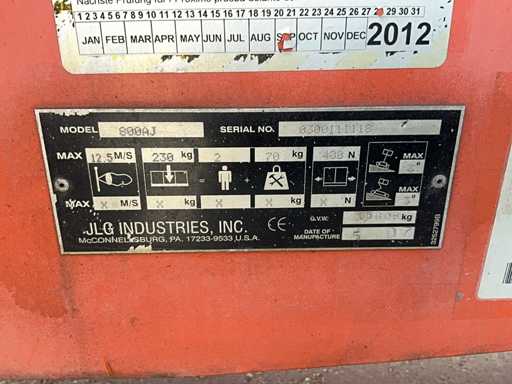 Nächste Prüfung
1 2 3 4 5 6 7 8 9 10 11 12 13 14 15 16 17 18 19 20 21 22 23 24 25 26 27 28 29 30 31
JAN FEB MAR APR MAY JUN JUL AUG SEP OCT NOV DEC 2012
MODEL 800AJ SERIAL NO.
MAX 12.5 M/S 230 kg = 2 + 70 kg 400 N MAX
MAX X M/S X kg = X + X kg X N MAX
JLG INDUSTRIES, INC. CE G.V.W. kg
McCONNELLSBURG, PA. 17233-9533 U.S.A. DATE OF MANUFACTURE 5
3252799B